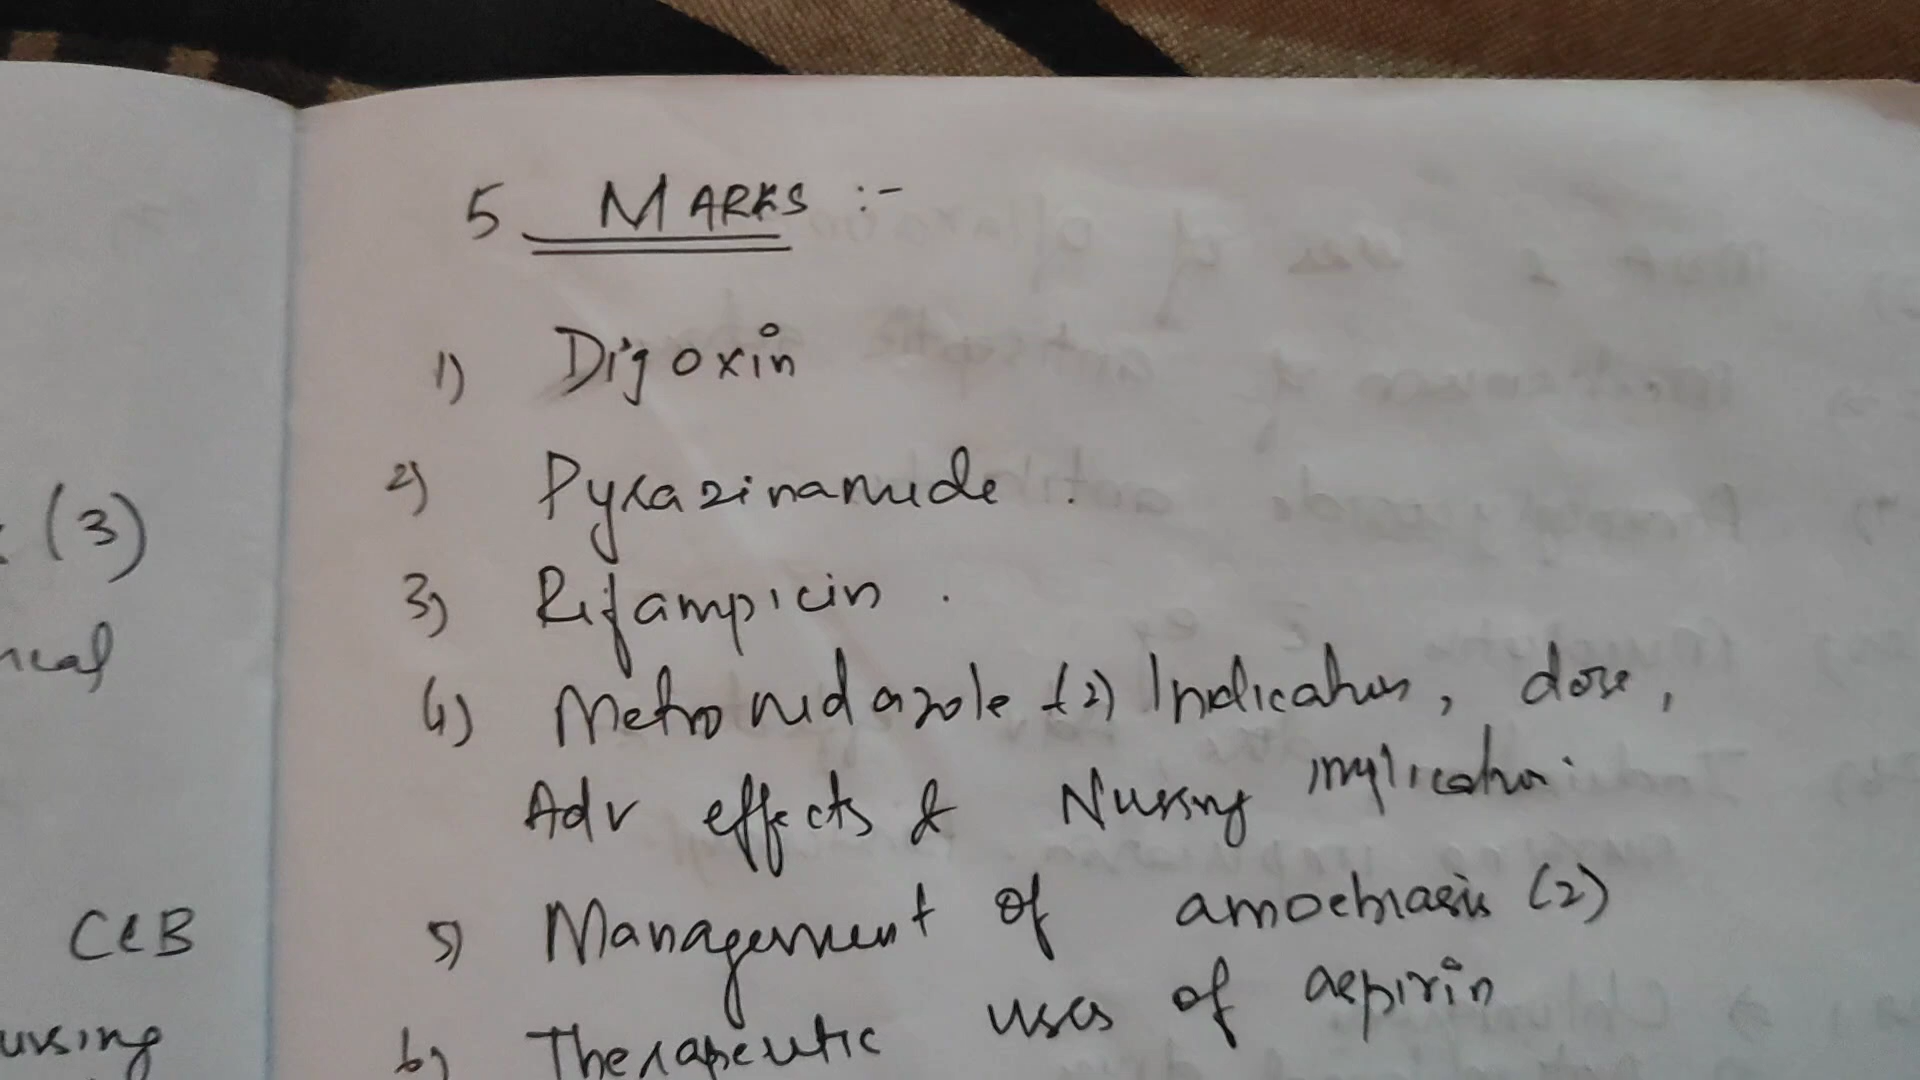 5 MARKS :-
1) Digoxin
2) Pyrazinamide .
3) Rifampicin .
4) Metronidazole (2) Indication, dose,
Adv effects & Nursing implication.
5) Management of amoebiasis (2)
6) Therapeutic uses of aspirin
(3)
CLB